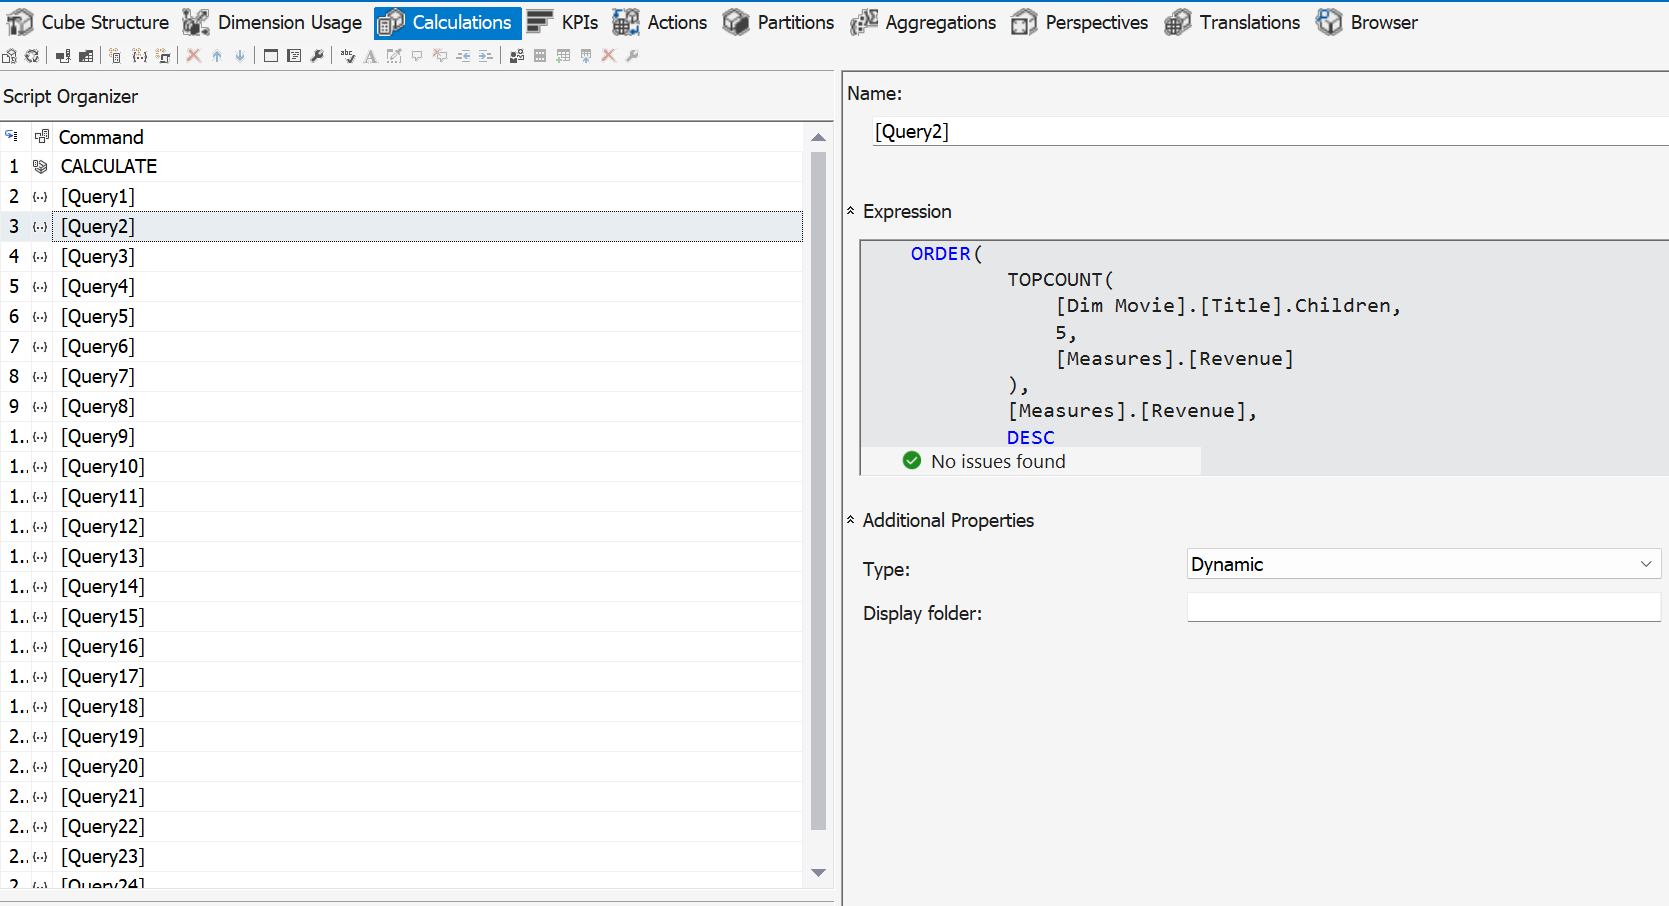 Cube Structure Dimension Usage Calculations KPIs Actions Partitions Aggregations Perspectives Translations Browser
Script Organizer
Command
1 CALCULATE
2 [Query1]
3 [Query2]
4 [Query3]
5 [Query4]
6 [Query5]
7 [Query6]
8 [Query7]
9 [Query8]
1.. [Query9]
1.. [Query10]
1.. [Query11]
1.. [Query12]
1.. [Query13]
1.. [Query14]
1.. [Query15]
1.. [Query16]
1.. [Query17]
1.. [Query18]
2.. [Query19]
2.. [Query20]
2.. [Query21]
2.. [Query22]
2.. [Query23]
2.. [Query24]
Name:
[Query2]
Expression
ORDER(
TOPCOUNT(
[Dim Movie].[Title].Children,
5,
[Measures].[Revenue]
),
[Measures].[Revenue],
DESC
No issues found
Additional Properties
Type: Dynamic
Display folder: